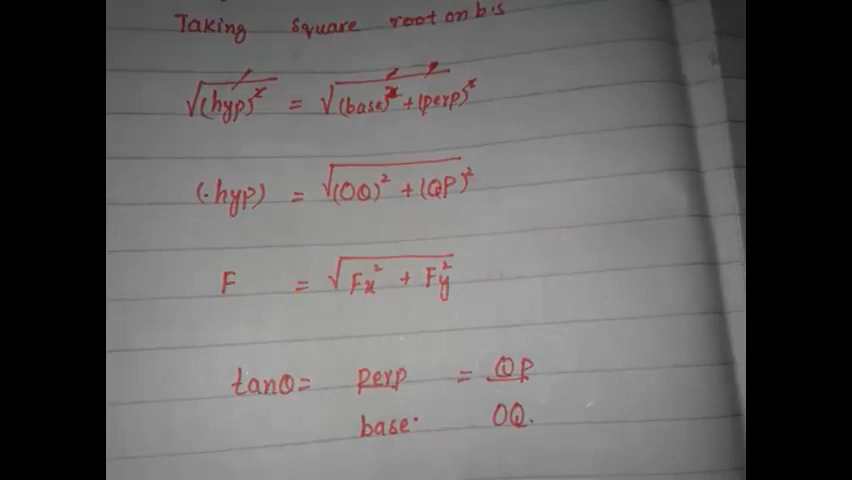 Taking square root on b.s
√(hyp)² = √(base)² + (perp)²
(hyp) = √(OQ)² + (QP)²
F = √Fx² + Fy²
tanθ = perp/base = QP/OQ.